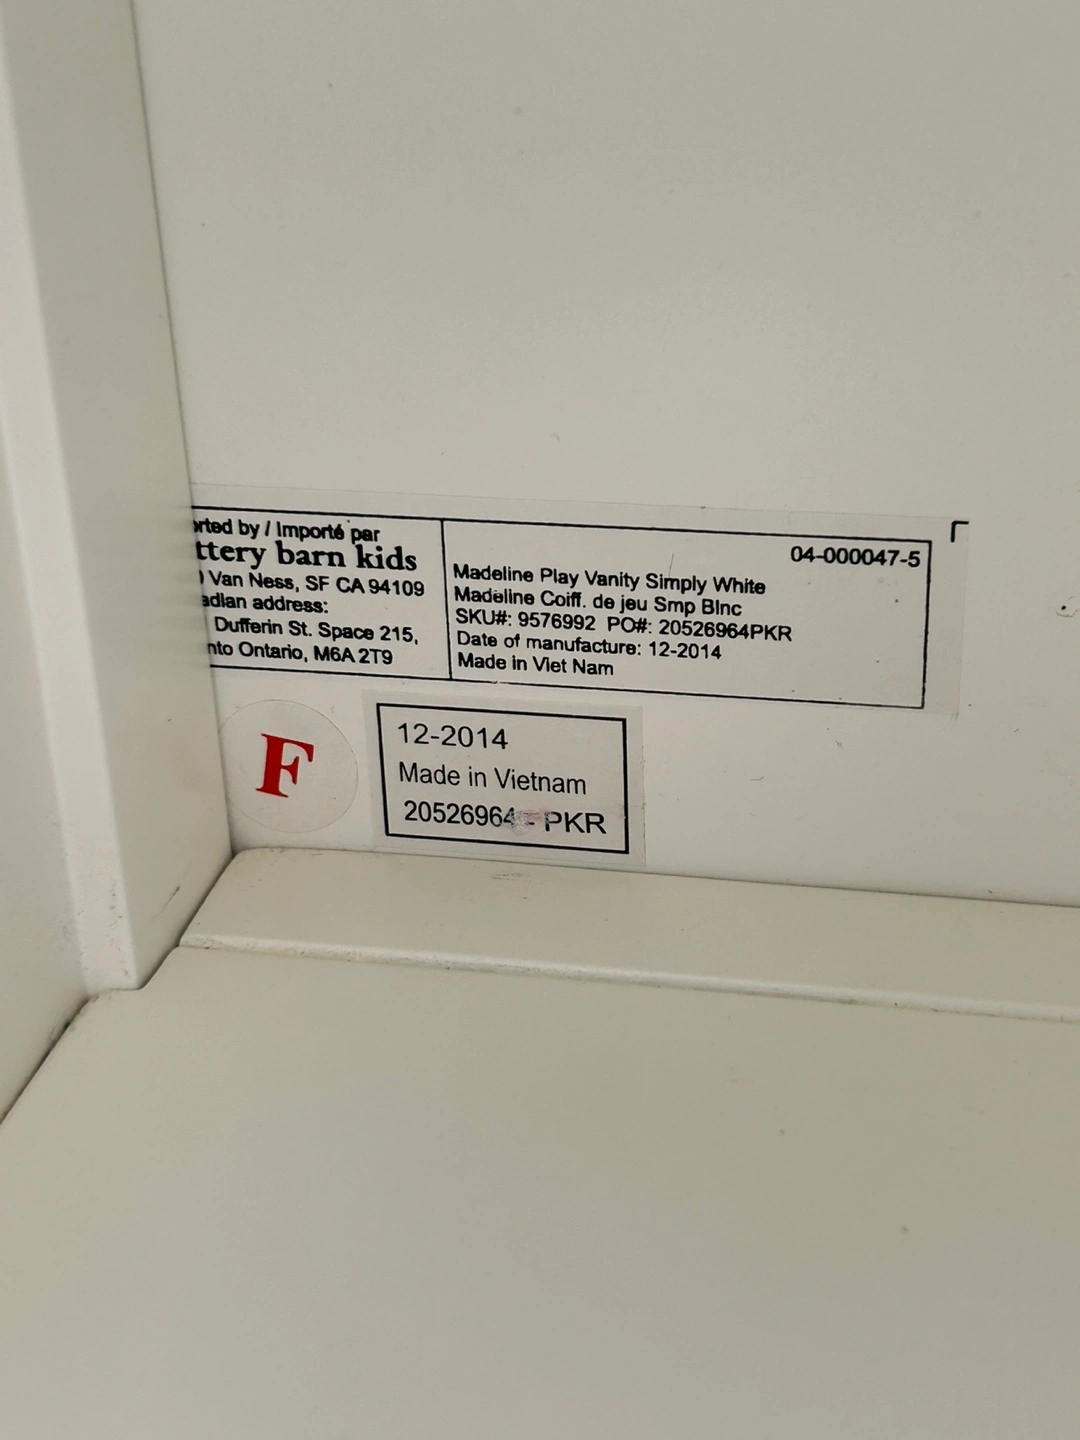 orted by / Importé par
ttery barn kids
Van Ness, SF CA 94109
adian address:
Dufferin St. Space 215,
nto Ontario, M6A 2T9
04-000047-5
Madeline Play Vanity Simply White
Madeline Coiff. de jeu Smp Blnc
SKU#: 9576992 PO#: 20526964PKR
Date of manufacture: 12-2014
Made in Viet Nam
F
12-2014
Made in Vietnam
20526964 - PKR